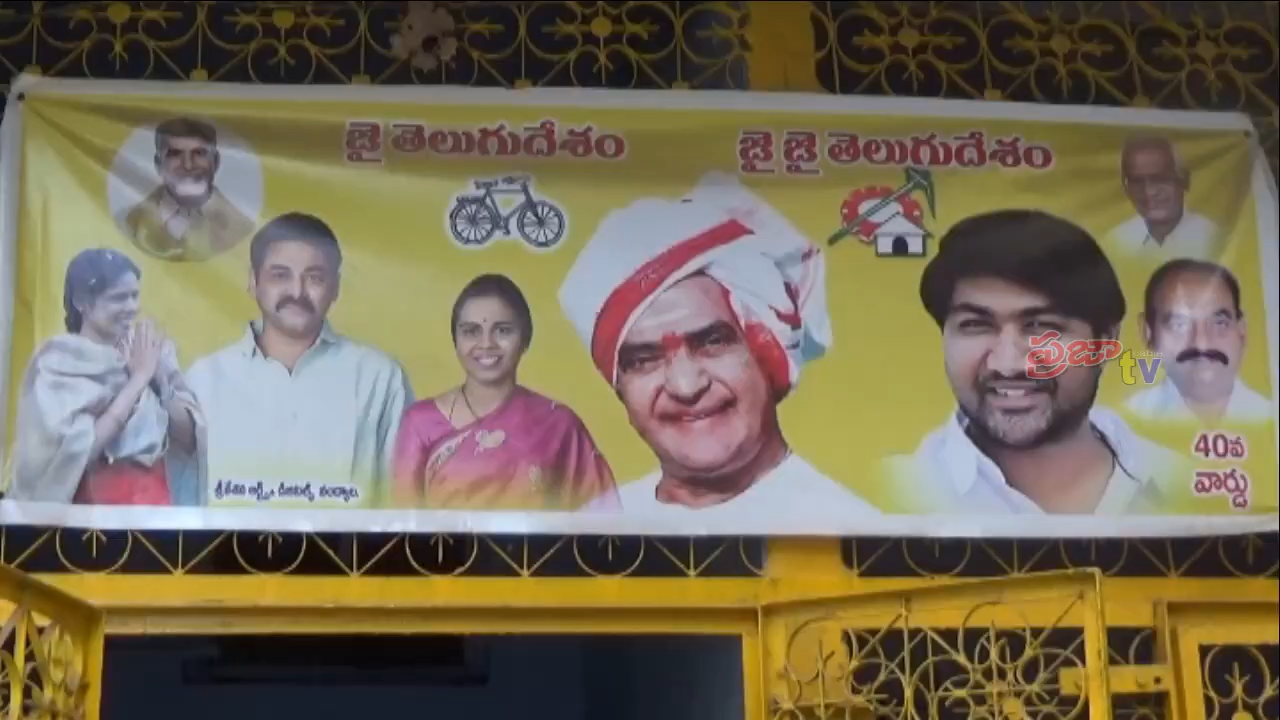 జై తెలుగుదేశం
జై జై తెలుగుదేశం
ప్రజా tv
40వ
వార్డు